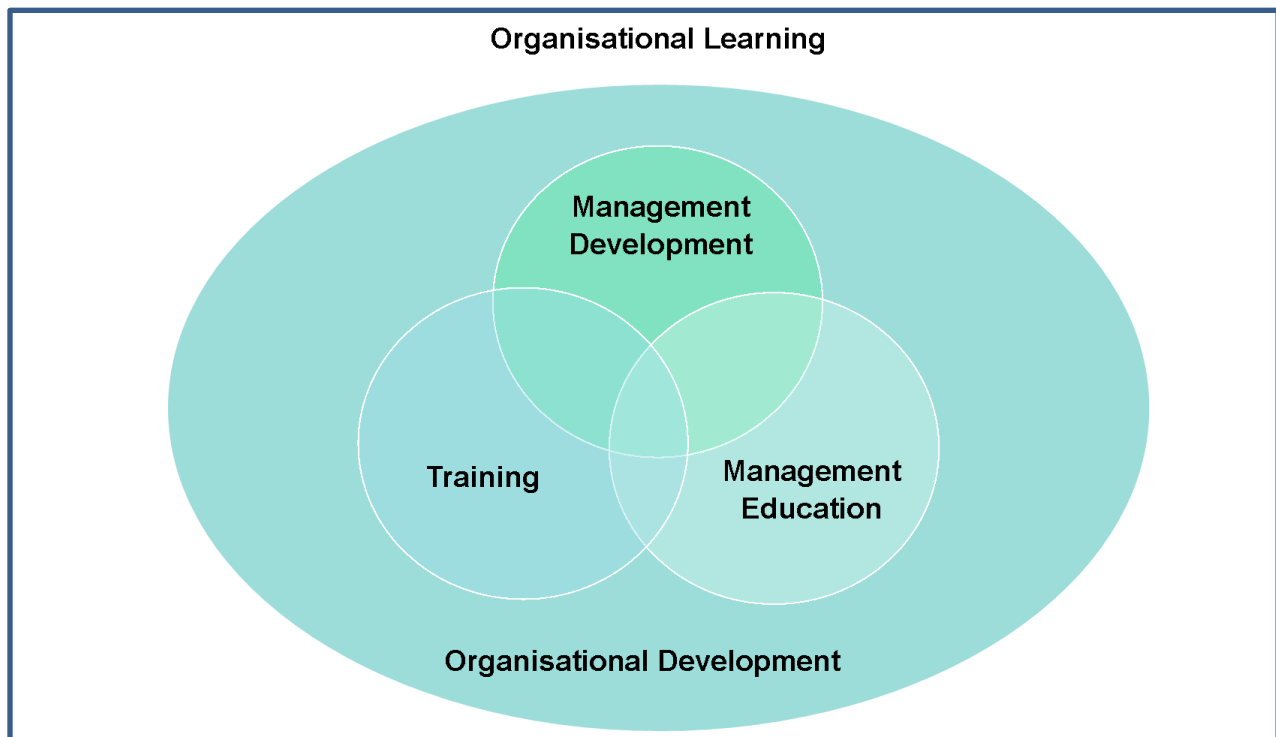 Organisational Learning
Management
Development
Training
Management
Education
Organisational Development